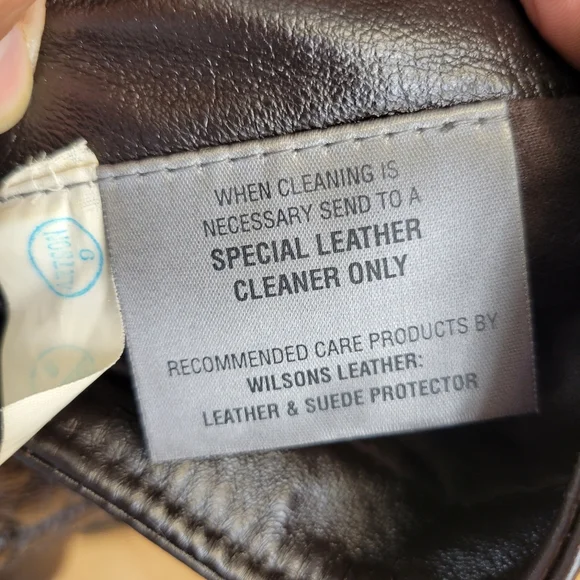 WHEN CLEANING IS
NECESSARY SEND TO A
SPECIAL LEATHER
CLEANER ONLY
RECOMMENDED CARE PRODUCTS BY
WILSONS LEATHER:
LEATHER & SUEDE PROTECTOR